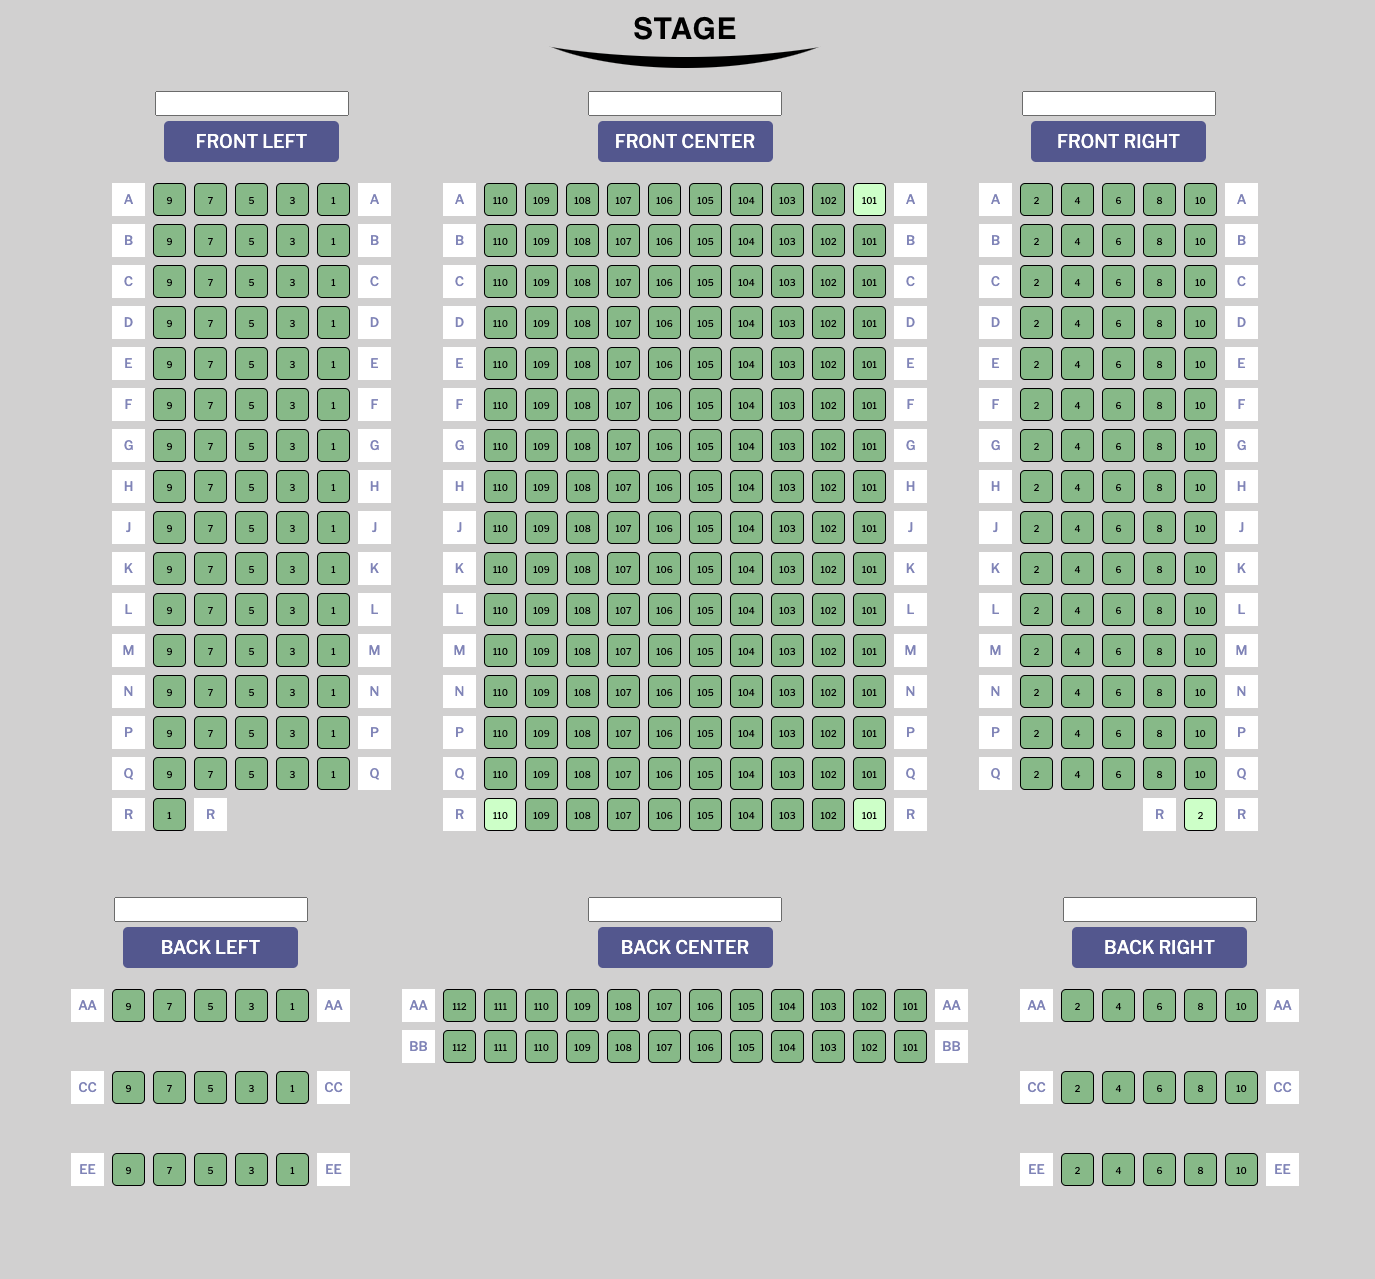 STAGE
FRONT LEFT FRONT CENTER FRONT RIGHT
A 9 7 5 3 1 A A 110 109 108 107 106 105 104 103 102 101 A A 2 4 6 8 10 A
B 9 7 5 3 1 B B 110 109 108 107 106 105 104 103 102 101 B B 2 4 6 8 10 B
C 9 7 5 3 1 C C 110 109 108 107 106 105 104 103 102 101 C C 2 4 6 8 10 C
D 9 7 5 3 1 D D 110 109 108 107 106 105 104 103 102 101 D D 2 4 6 8 10 D
E 9 7 5 3 1 E E 110 109 108 107 106 105 104 103 102 101 E E 2 4 6 8 10 E
F 9 7 5 3 1 F F 110 109 108 107 106 105 104 103 102 101 F F 2 4 6 8 10 F
G 9 7 5 3 1 G G 110 109 108 107 106 105 104 103 102 101 G G 2 4 6 8 10 G
H 9 7 5 3 1 H H 110 109 108 107 106 105 104 103 102 101 H H 2 4 6 8 10 H
J 9 7 5 3 1 J J 110 109 108 107 106 105 104 103 102 101 J J 2 4 6 8 10 J
K 9 7 5 3 1 K K 110 109 108 107 106 105 104 103 102 101 K K 2 4 6 8 10 K
L 9 7 5 3 1 L L 110 109 108 107 106 105 104 103 102 101 L L 2 4 6 8 10 L
M 9 7 5 3 1 M M 110 109 108 107 106 105 104 103 102 101 M M 2 4 6 8 10 M
N 9 7 5 3 1 N N 110 109 108 107 106 105 104 103 102 101 N N 2 4 6 8 10 N
P 9 7 5 3 1 P P 110 109 108 107 106 105 104 103 102 101 P P 2 4 6 8 10 P
Q 9 7 5 3 1 Q Q 110 109 108 107 106 105 104 103 102 101 Q Q 2 4 6 8 10 Q
R 1 R R 110 109 108 107 106 105 104 103 102 101 R R 2 R
BACK LEFT BACK CENTER BACK RIGHT
AA 9 7 5 3 1 AA AA 112 111 110 109 108 107 106 105 104 103 102 101 AA AA 2 4 6 8 10 AA
BB 112 111 110 109 108 107 106 105 104 103 102 101 BB
CC 9 7 5 3 1 CC CC 2 4 6 8 10 CC
EE 9 7 5 3 1 EE EE 2 4 6 8 10 EE